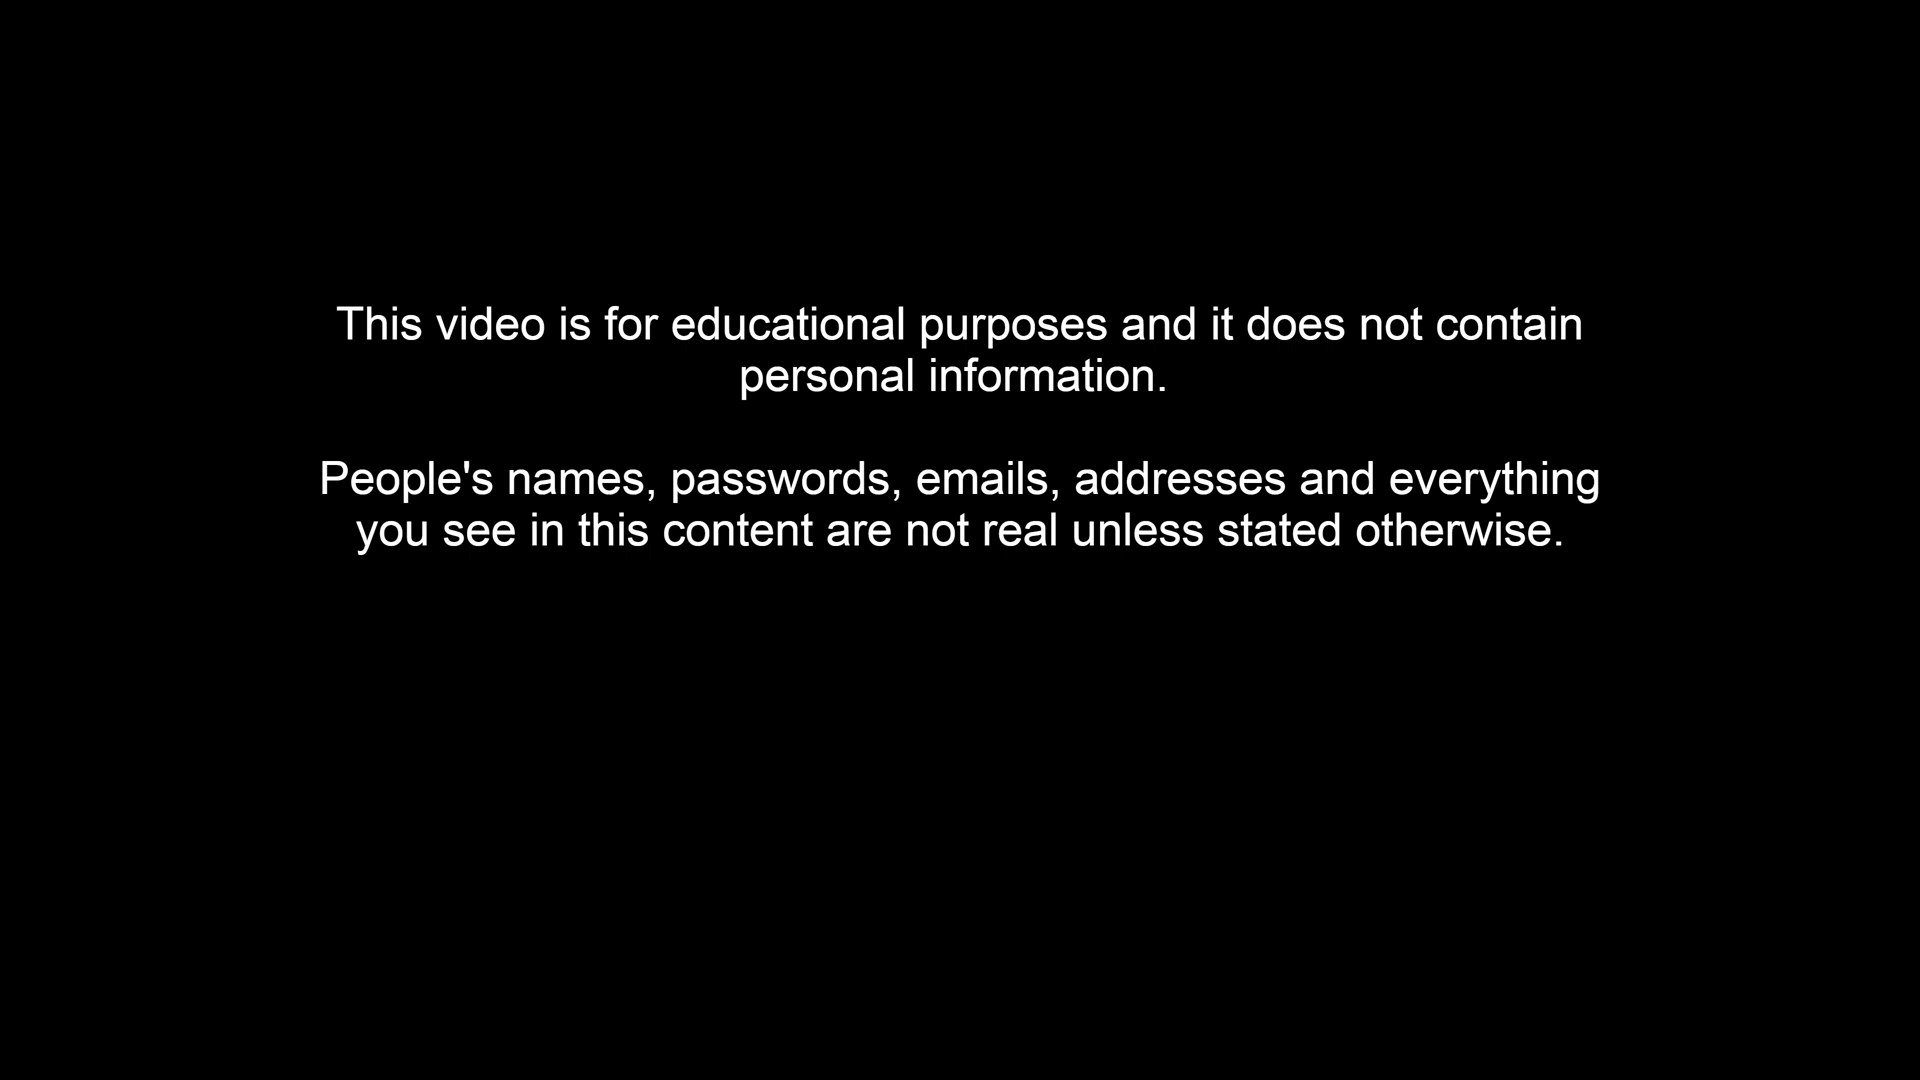 This video is for educational purposes and it does not contain
personal information.
People's names, passwords, emails, addresses and everything
you see in this content are not real unless stated otherwise.